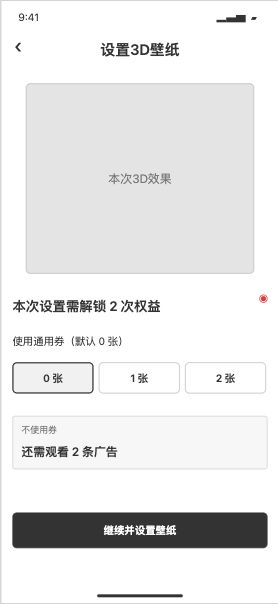 9:41
设置3D壁纸
本次3D效果
本次设置需解锁 2 次权益
使用通用券（默认 0 张）
0 张
1 张
2 张
不使用券
还需观看 2 条广告
继续并设置壁纸